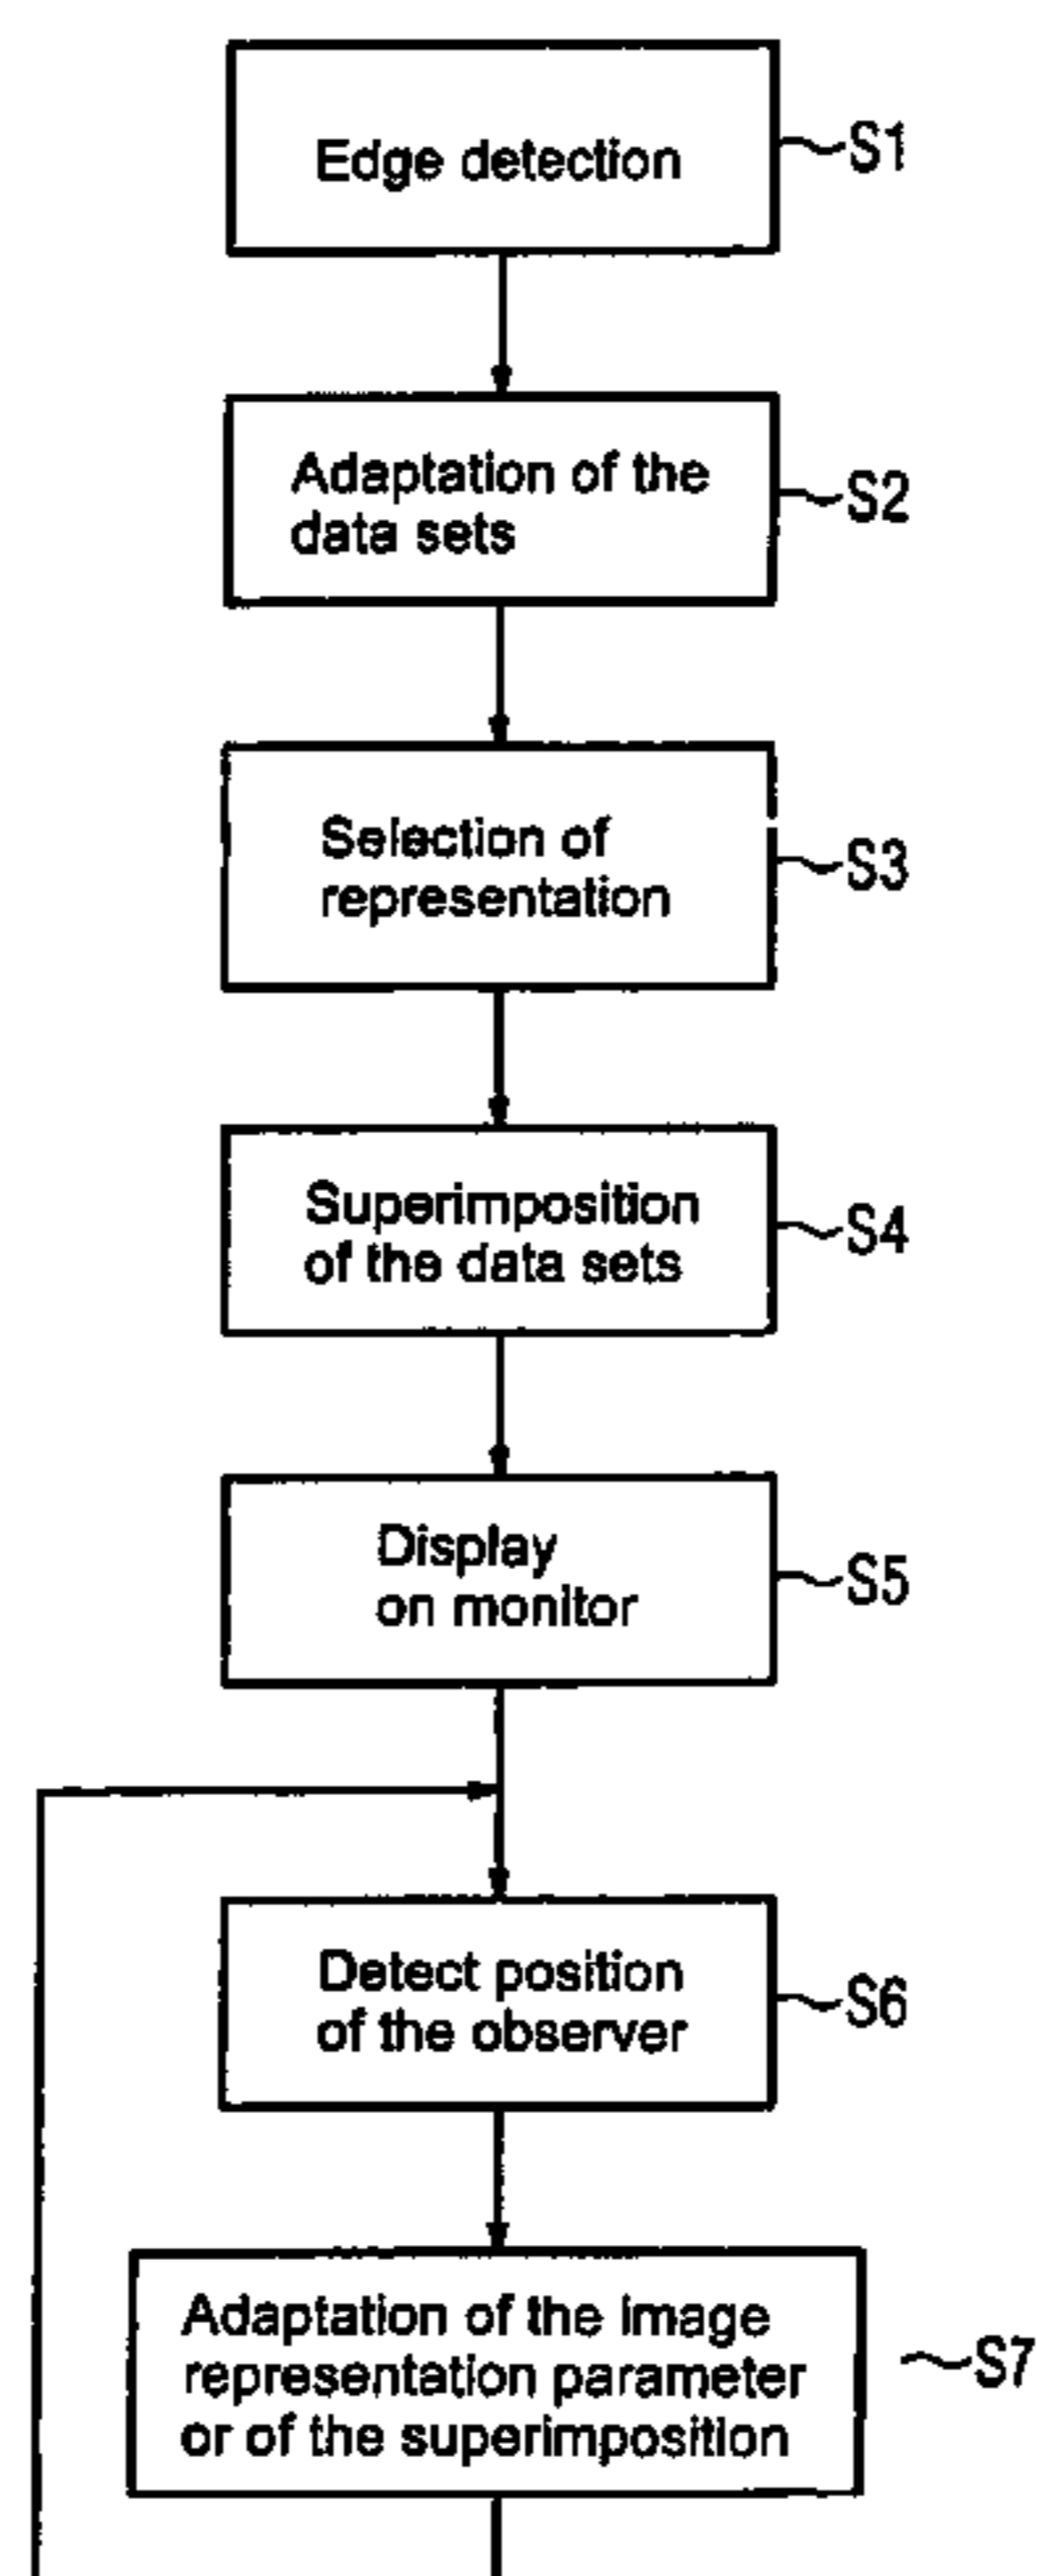 Edge detection
S1
Adaptation of the
data sets
S2
Selection of
representation
S3
Superimposition
of the data sets
S4
Display
on monitor
S5
Detect position
of the observer
S6
Adaptation of the image
representation parameter
or of the superimposition
S7